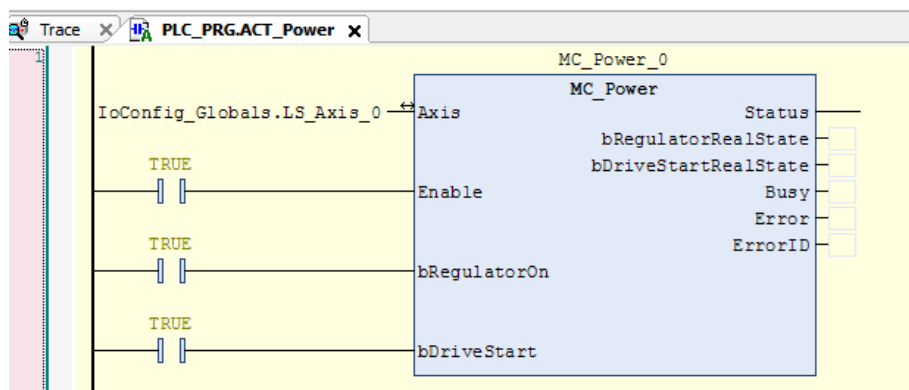 Trace
PLC_PRG.ACT_Power
1
MC_Power_0
MC_Power
IoConfig_Globals.LS_Axis_0
Axis
Status
bRegulatorRealState
TRUE
bDriveStartRealState
Enable
Busy
Error
TRUE
ErrorID
bRegulatorOn
TRUE
bDriveStart